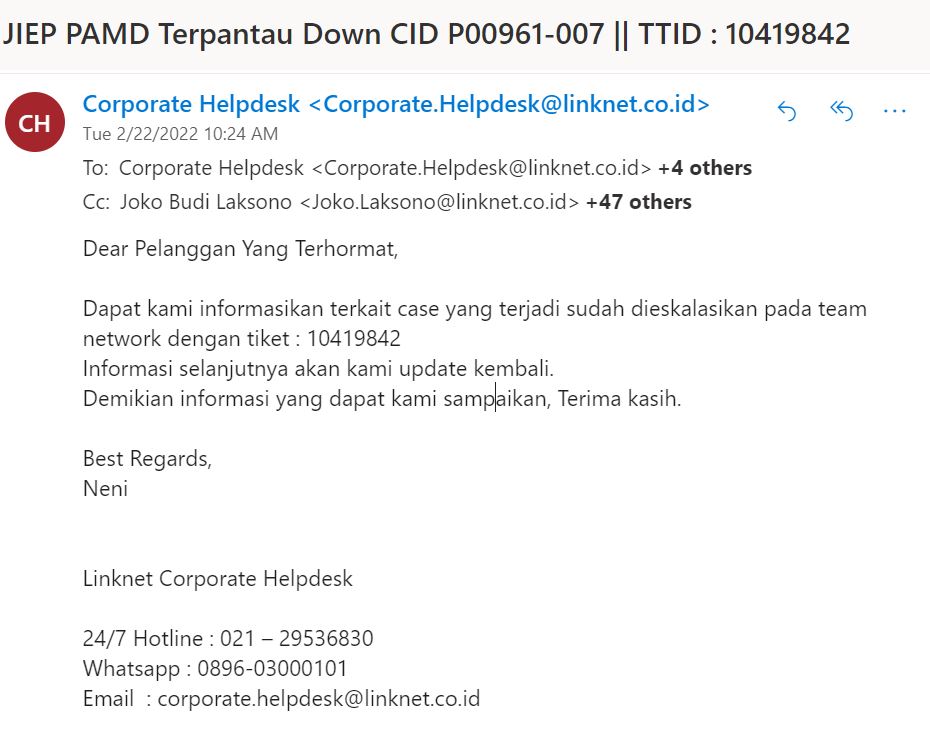 JIEP PAMD Terpantau Down CID P00961-007 || TTID : 10419842
CH
Corporate Helpdesk <Corporate.Helpdesk@linknet.co.id>
Tue 2/22/2022 10:24 AM
To: Corporate Helpdesk <Corporate.Helpdesk@linknet.co.id> +4 others
Cc: Joko Budi Laksono <Joko.Laksono@linknet.co.id> +47 others
Dear Pelanggan Yang Terhormat,
Dapat kami informasikan terkait case yang terjadi sudah dieskalasikan pada team
network dengan tiket : 10419842
Informasi selanjutnya akan kami update kembali.
Demikian informasi yang dapat kami sampaikan, Terima kasih.
Best Regards,
Neni
Linknet Corporate Helpdesk
24/7 Hotline : 021 – 29536830
Whatsapp : 0896-03000101
Email : corporate.helpdesk@linknet.co.id